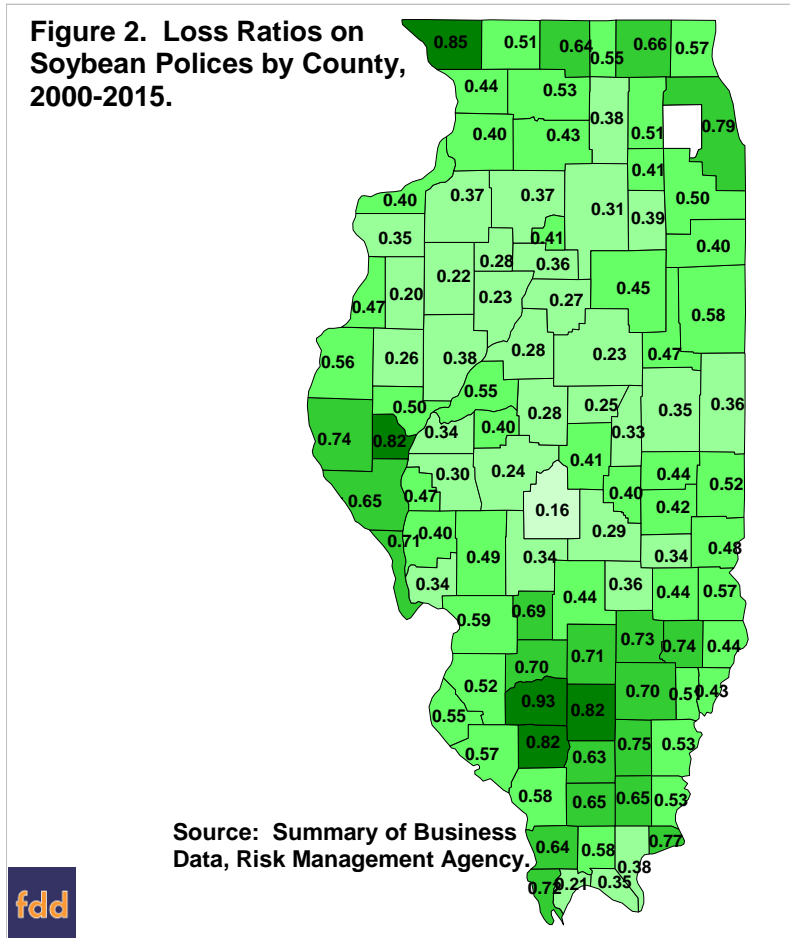 Figure 2. Loss Ratios on
Soybean Polices by County,
2000-2015.
0.85 0.51 0.64 0.55 0.66 0.57
0.44 0.53 0.38 0.51 0.79
0.40 0.43
0.41
0.40 0.37 0.37 0.31 0.39 0.50
0.35 0.41 0.40
0.28 0.36
0.47 0.20 0.22 0.23 0.27 0.45 0.58
0.56 0.26 0.38 0.28 0.23 0.47
0.55
0.50 0.28 0.25 0.35 0.36
0.74 0.82 0.34 0.40 0.33
0.30 0.24 0.41 0.44 0.52
0.65 0.47 0.16 0.40 0.42
0.71 0.40 0.49 0.34 0.29 0.34 0.48
0.34 0.44 0.36 0.44 0.57
0.59 0.69
0.71 0.73 0.74 0.44
0.70
0.52 0.93 0.82 0.70 0.51 0.43
0.55
0.57 0.82 0.63 0.75 0.53
0.58 0.65 0.65 0.53
0.64 0.58 0.38 0.77
0.72 0.21 0.35
Source: Summary of Business
Data, Risk Management Agency.
fdd